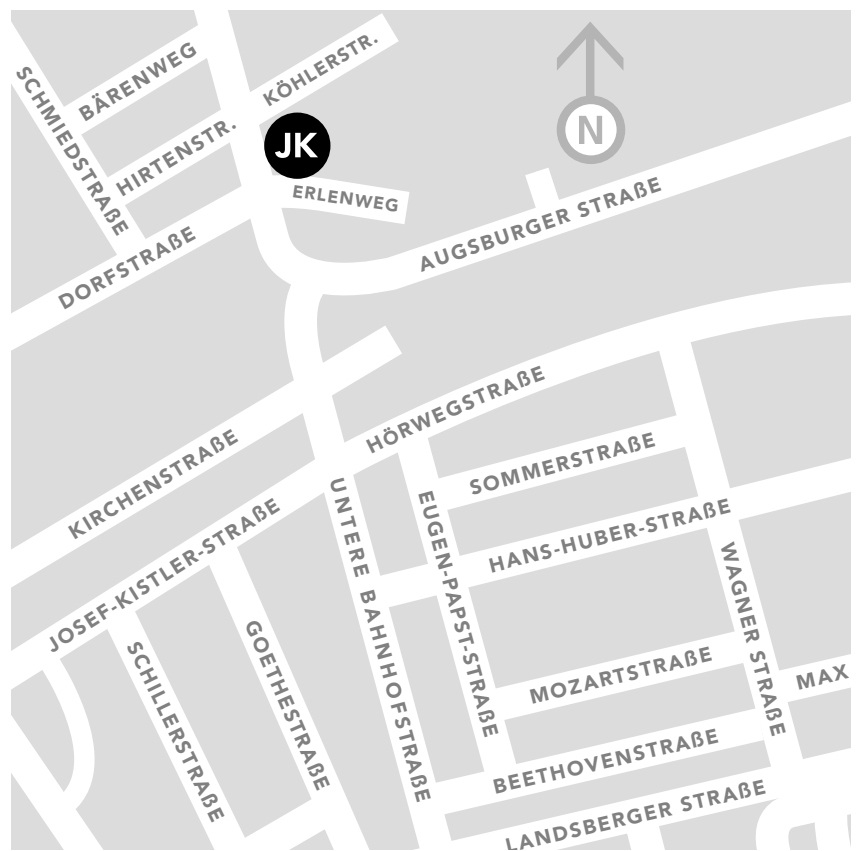 SCHMIEDSTRAßE
BÄRENWEG
KÖHLERSTR.
HIRTENSTR.
JK
N
ERLENWEG
DORFSTRAßE
AUGSBURGER STRAßE
HÖRWEGSTRAßE
KIRCHENSTRAßE
SOMMERSTRAßE
JOSEF-KISTLER-STRAßE
UNTERE BAHNHOFSTRAßE
EUGEN-PAPST-STRAßE
HANS-HUBER-STRAßE
WAGNER STRAßE
GOETHESTRAßE
SCHILLERSTRAßE
MOZARTSTRAßE
MAX
BEETHOVENSTRAßE
LANDSBERGER STRAßE